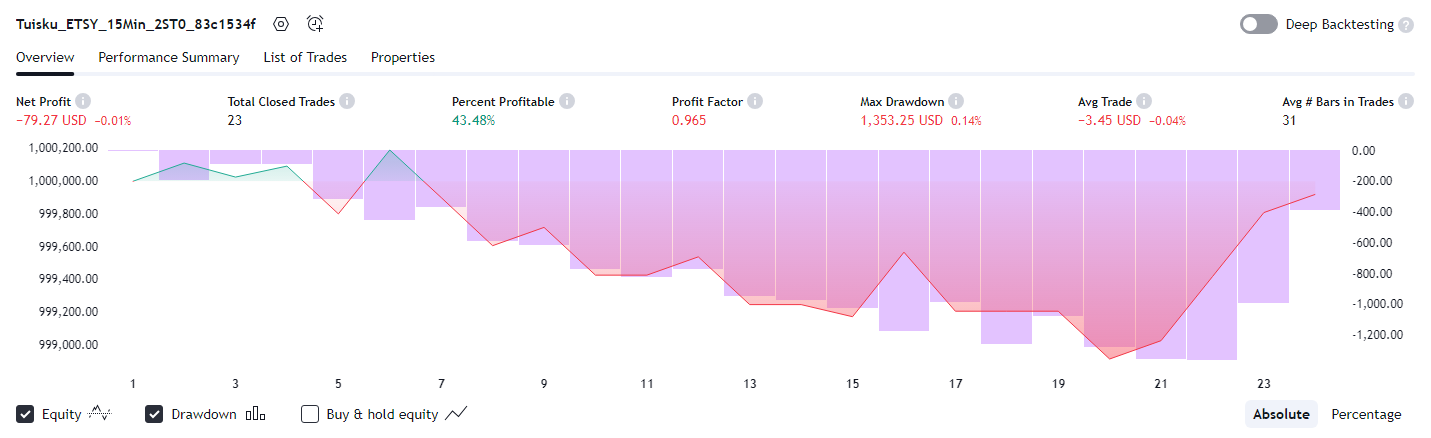 Tuisku_ETSY_15Min_2ST0_83c1534f
Deep Backtesting
Overview Performance Summary List of Trades Properties
Net Profit Total Closed Trades Percent Profitable Profit Factor Max Drawdown Avg Trade Avg # Bars in Trades
−79.27 USD −0.01% 23 43.48% 0.965 1,353.25 USD 0.14% −3.45 USD −0.04% 31
1,000,200.00 0.00
1,000,000.00 -200.00
999,800.00 -400.00
999,600.00 -600.00
999,400.00 -800.00
999,200.00 -1,000.00
999,000.00 -1,200.00
1 3 5 7 9 11 13 15 17 19 21 23
Equity Drawdown Buy & hold equity Absolute Percentage